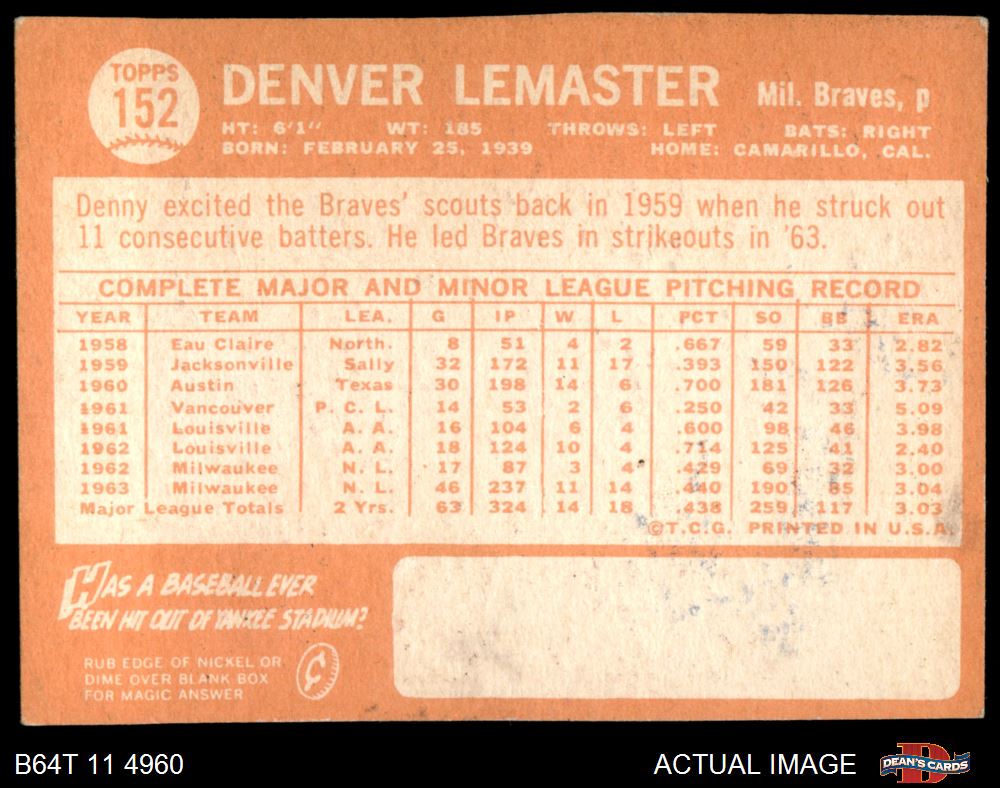 TOPPS
152
DENVER LEMASTER Mil. Braves, p
HT: 6'1" WT: 185 THROWS: LEFT BATS: RIGHT
BORN: FEBRUARY 25, 1939 HOME: CAMARILLO, CAL.
Denny excited the Braves' scouts back in 1959 when he struck out
11 consecutive batters. He led Braves in strikeouts in '63.
COMPLETE MAJOR AND MINOR LEAGUE PITCHING RECORD
YEAR TEAM LEA. G IP W L PCT SO BB ERA
1958 Eau Claire North. 8 51 4 2 .667 59 33 2.82
1959 Jacksonville Sally 32 172 11 17 .393 150 122 3.56
1960 Austin Texas 30 198 14 6 .700 181 126 3.73
1961 Vancouver P. C. L. 14 53 2 6 .250 42 33 5.09
1961 Louisville A. A. 16 104 6 4 .600 98 46 3.98
1962 Louisville A. A. 18 124 10 4 .714 125 41 2.40
1962 Milwaukee N. L. 17 87 3 4 .429 69 32 3.00
1963 Milwaukee N. L. 46 237 11 14 .440 190 85 3.04
Major League Totals 2 Yrs. 63 324 14 18 .438 259 117 3.03
©T.C.G. PRINTED IN U.S.A.
HAS A BASEBALL EVER
BEEN HIT OUT OF YANKEE STADIUM?
RUB EDGE OF NICKEL OR
DIME OVER BLANK BOX
FOR MAGIC ANSWER
¢
B64T 11 4960 ACTUAL IMAGE DEAN'S CARDS